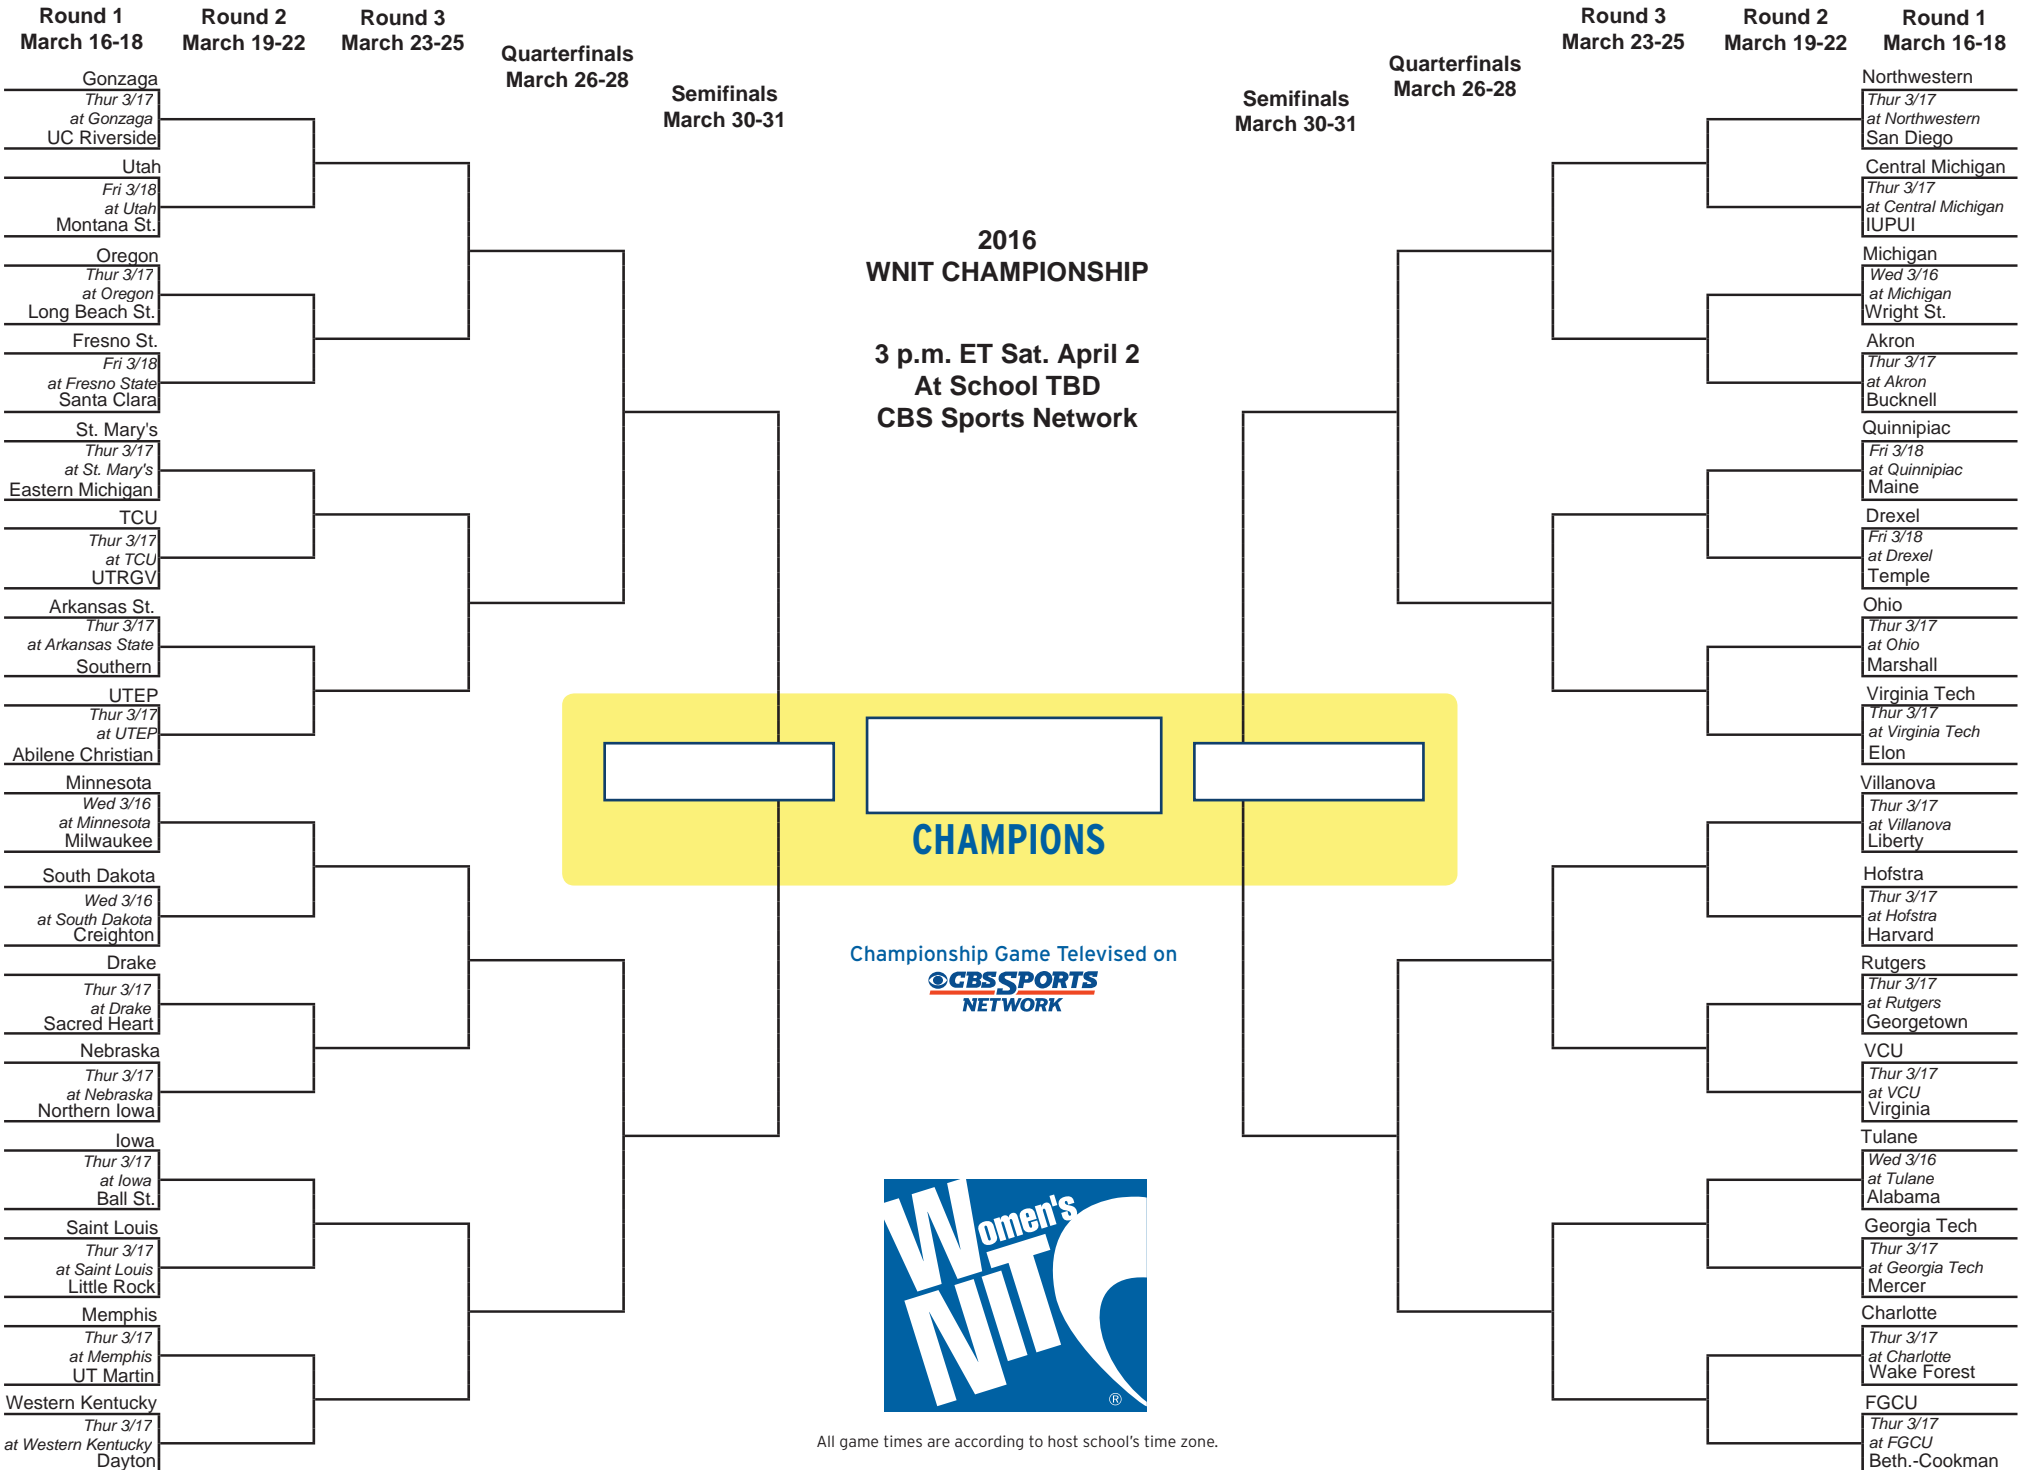 Round 1
March 16-18
Round 2
March 19-22
Round 3
March 23-25
Quarterfinals
March 26-28
Semifinals
March 30-31
Gonzaga
Thur 3/17
at Gonzaga
UC Riverside
Utah
Fri 3/18
at Utah
Montana St.
Oregon
Thur 3/17
at Oregon
Long Beach St.
Fresno St.
Fri 3/18
at Fresno State
Santa Clara
St. Mary's
Thur 3/17
at St. Mary's
Eastern Michigan
TCU
Thur 3/17
at TCU
UTRGV
Arkansas St.
Thur 3/17
at Arkansas State
Southern
UTEP
Thur 3/17
at UTEP
Abilene Christian
Minnesota
Wed 3/16
at Minnesota
Milwaukee
South Dakota
Wed 3/16
at South Dakota
Creighton
Drake
Thur 3/17
at Drake
Sacred Heart
Nebraska
Thur 3/17
at Nebraska
Northern Iowa
Iowa
Thur 3/17
at Iowa
Ball St.
Saint Louis
Thur 3/17
at Saint Louis
Little Rock
Memphis
Thur 3/17
at Memphis
UT Martin
Western Kentucky
Thur 3/17
at Western Kentucky
Dayton
2016
WNIT CHAMPIONSHIP
3 p.m. ET Sat. April 2
At School TBD
CBS Sports Network
CHAMPIONS
Championship Game Televised on
CBS SPORTS
NETWORK
Women's
NIT
®
All game times are according to host school's time zone.
Semifinals
March 30-31
Quarterfinals
March 26-28
Round 3
March 23-25
Round 2
March 19-22
Round 1
March 16-18
Northwestern
Thur 3/17
at Northwestern
San Diego
Central Michigan
Thur 3/17
at Central Michigan
IUPUI
Michigan
Wed 3/16
at Michigan
Wright St.
Akron
Thur 3/17
at Akron
Bucknell
Quinnipiac
Fri 3/18
at Quinnipiac
Maine
Drexel
Fri 3/18
at Drexel
Temple
Ohio
Thur 3/17
at Ohio
Marshall
Virginia Tech
Thur 3/17
at Virginia Tech
Elon
Villanova
Thur 3/17
at Villanova
Liberty
Hofstra
Thur 3/17
at Hofstra
Harvard
Rutgers
Thur 3/17
at Rutgers
Georgetown
VCU
Thur 3/17
at VCU
Virginia
Tulane
Wed 3/16
at Tulane
Alabama
Georgia Tech
Thur 3/17
at Georgia Tech
Mercer
Charlotte
Thur 3/17
at Charlotte
Wake Forest
FGCU
Thur 3/17
at FGCU
Beth.-Cookman